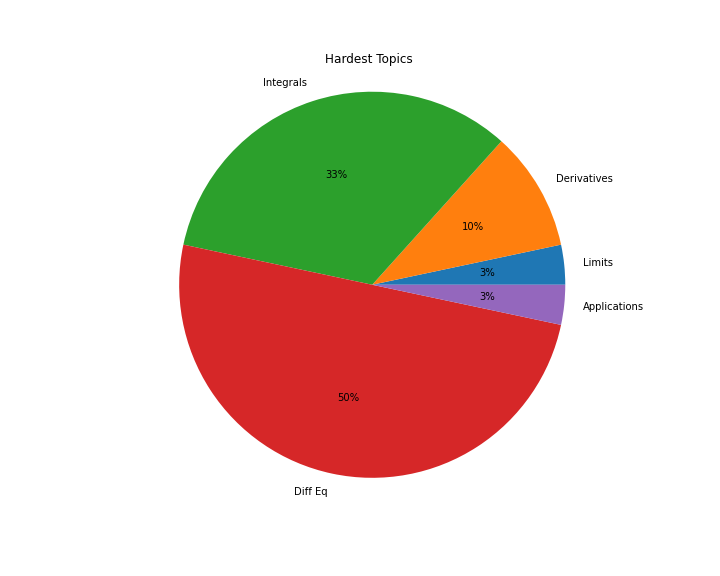 Hardest Topics
Integrals
33%
Derivatives
10%
Limits
3%
3%
Applications
50%
Diff Eq